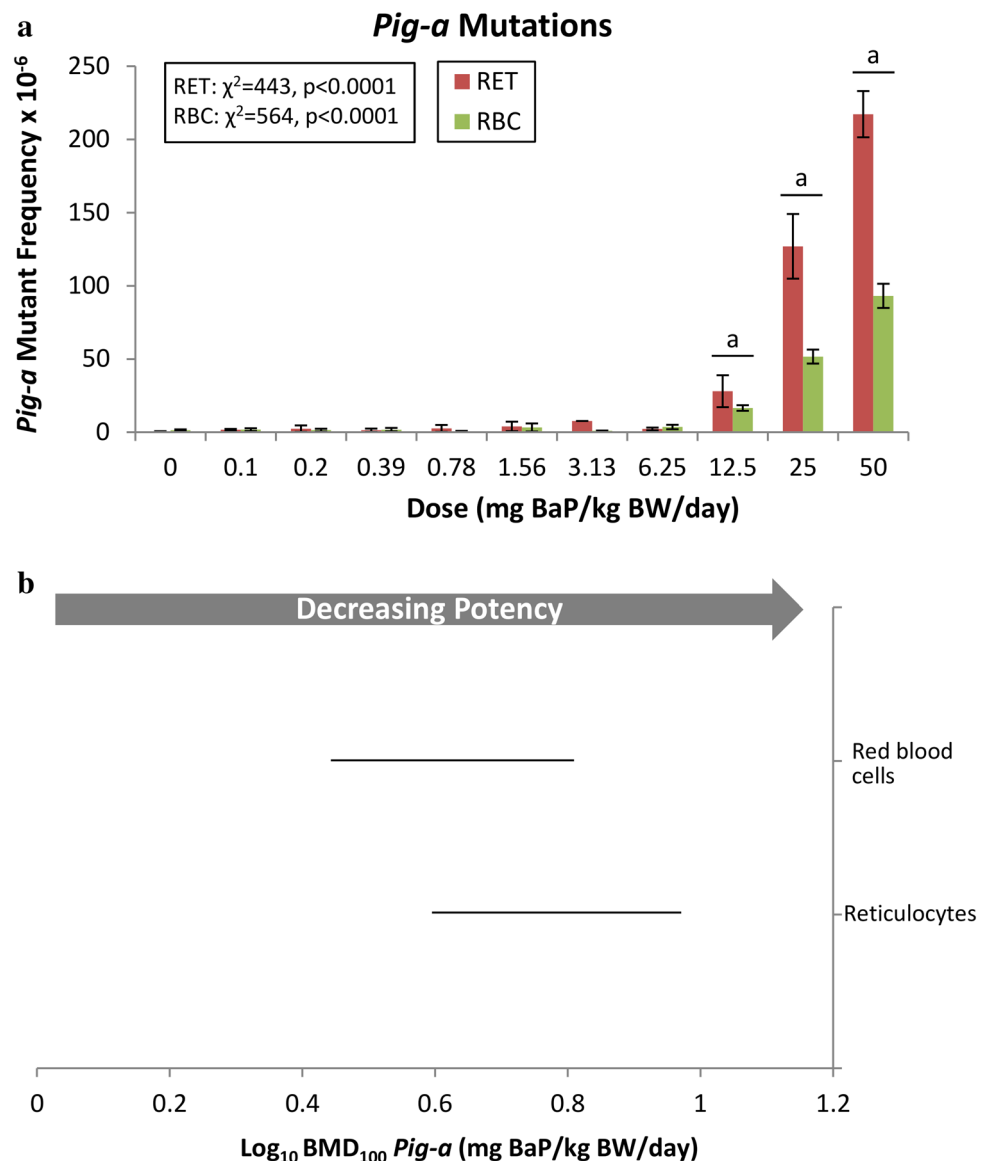 a
Pig-a Mutations
RET: χ²=443, p<0.0001
RBC: χ²=564, p<0.0001
RET
RBC
Pig-a Mutant Frequency x 10⁻⁶
250
200
150
100
50
0
a
a
a
0 0.1 0.2 0.39 0.78 1.56 3.13 6.25 12.5 25 50
Dose (mg BaP/kg BW/day)
b
Decreasing Potency
Red blood
cells
Reticulocytes
0 0.2 0.4 0.6 0.8 1 1.2
Log₁₀ BMD₁₀₀ Pig-a (mg BaP/kg BW/day)